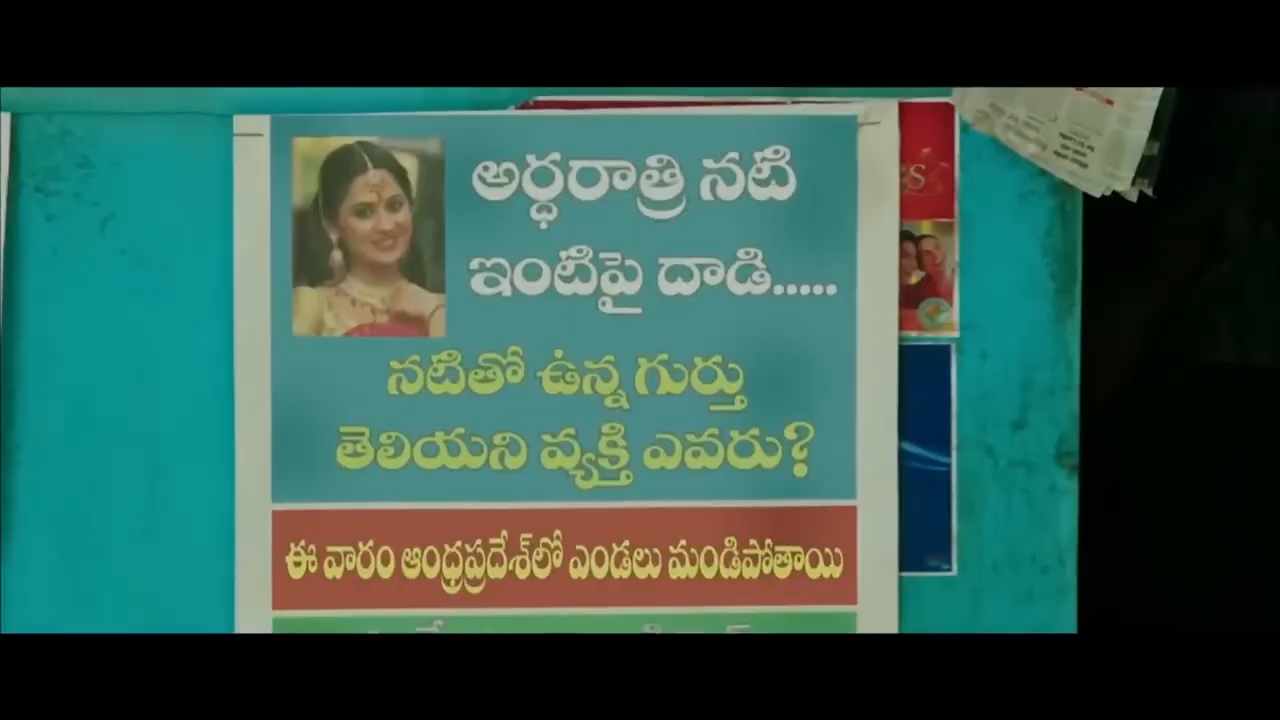 అర్ధరాత్రి నటి
ఇంటిపై దాడి.....
నటితో ఉన్న గుర్తు
తెలియని వ్యక్తి ఎవరు?
ఈ వారం ఆంధ్రప్రదేశ్‌లో ఎండలు మండిపోతాయి